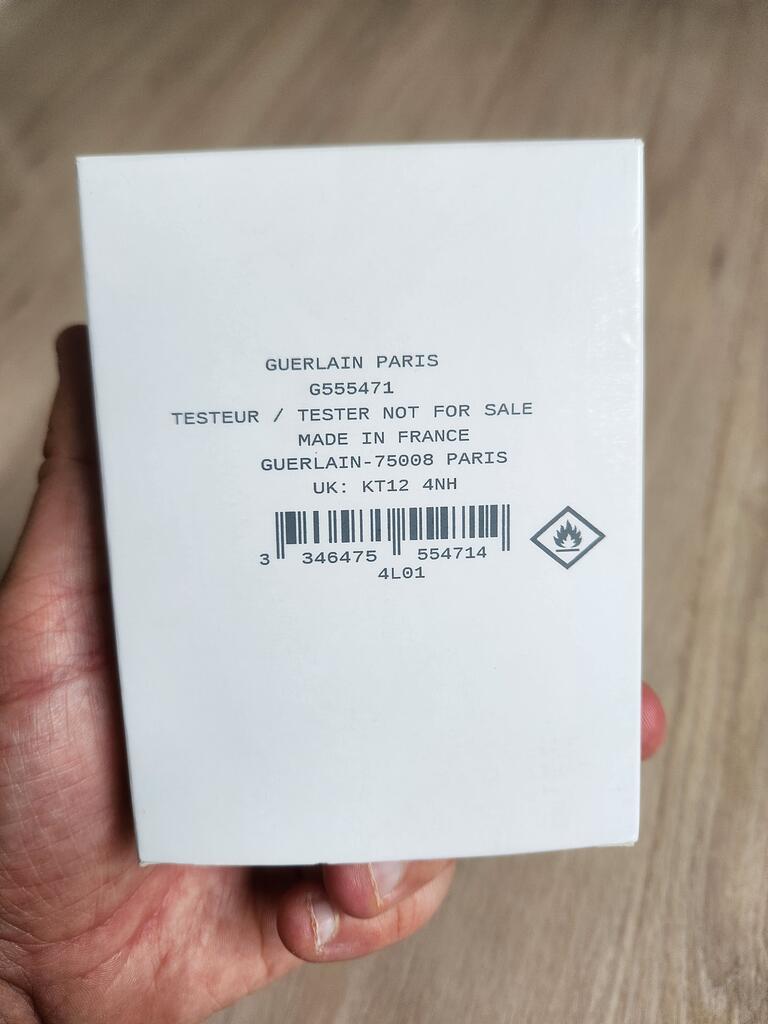 GUERLAIN PARIS
G555471
TESTEUR / TESTER NOT FOR SALE
MADE IN FRANCE
GUERLAIN-75008 PARIS
UK: KT12 4NH
3 346475 554714
4L01